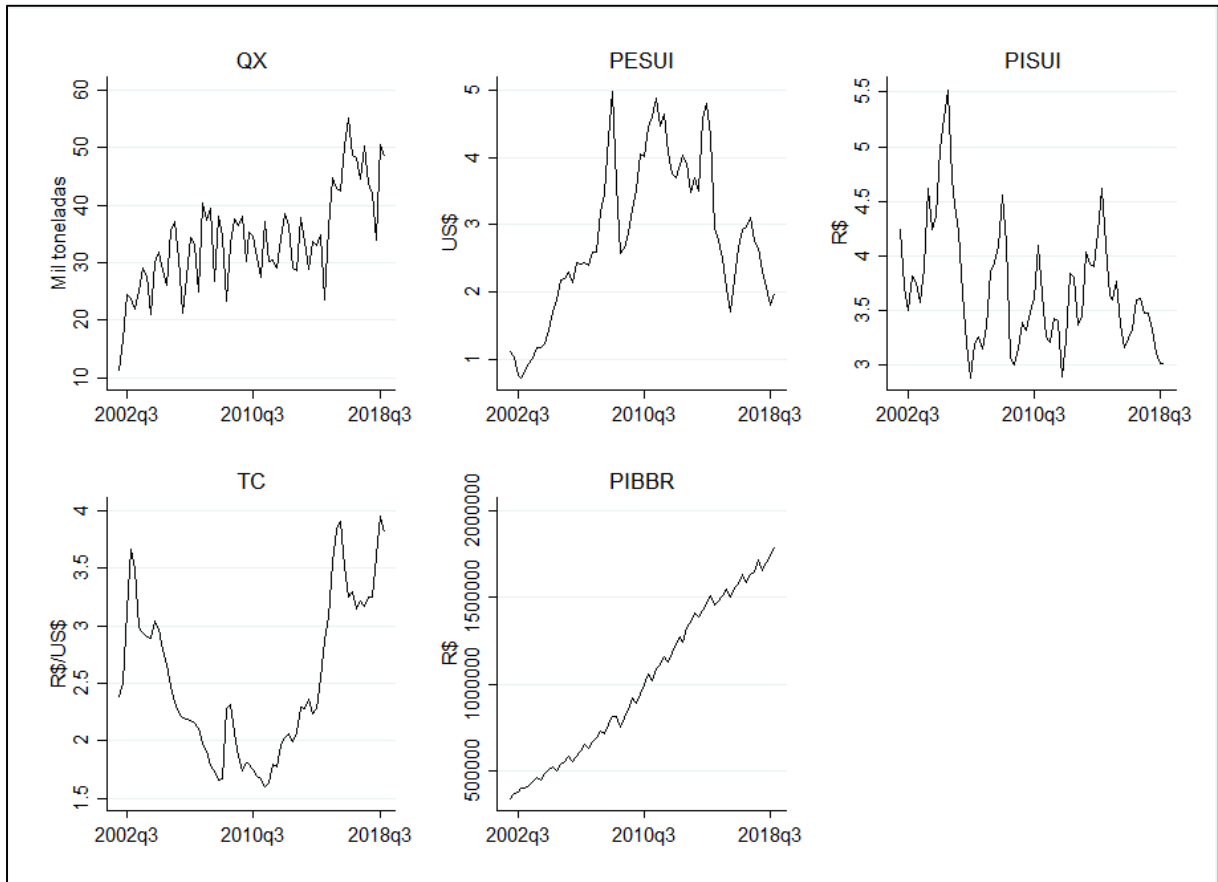 QX
Mil toneladas
60
50
40
30
20
10
2002q3 2010q3 2018q3
PESUI
US$
5
4
3
2
1
2002q3 2010q3 2018q3
PISUI
R$
5.5
5
4.5
4
3.5
3
2002q3 2010q3 2018q3
TC
R$/US$
4
3.5
3
2.5
2
1.5
2002q3 2010q3 2018q3
PIBBR
R$
2000000
1500000
1000000
500000
2002q3 2010q3 2018q3